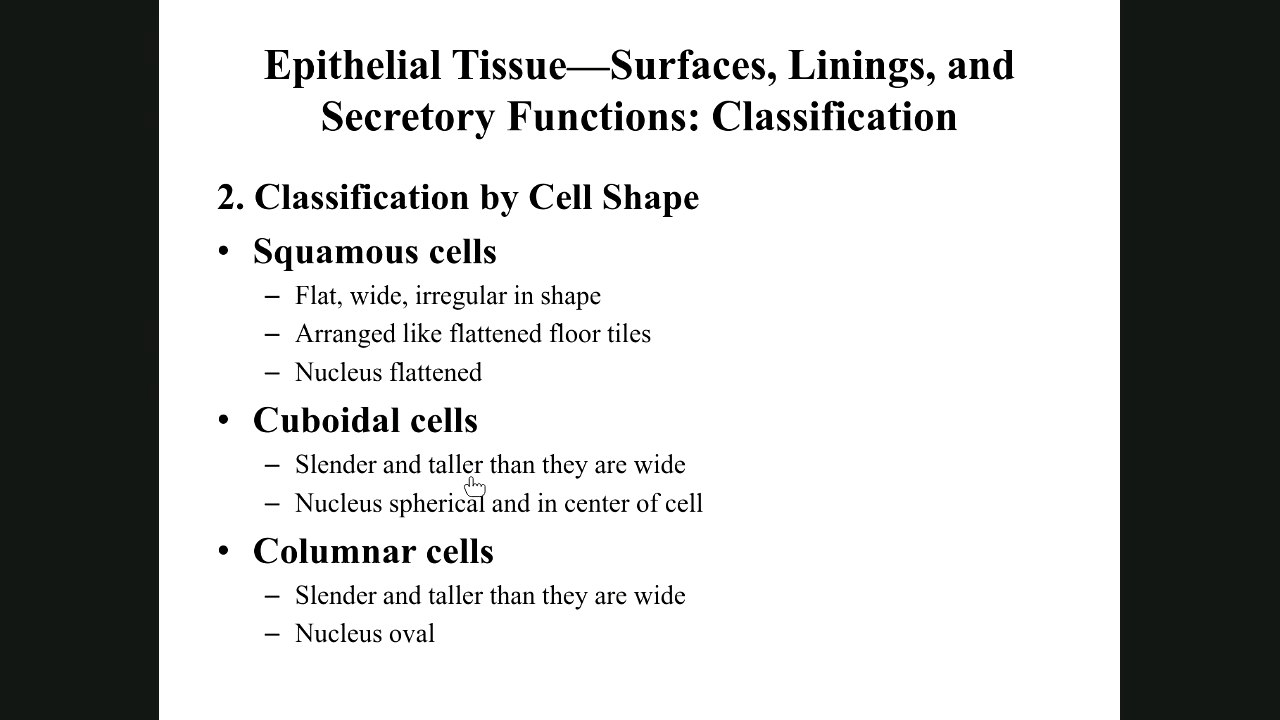 Epithelial Tissue—Surfaces, Linings, and
Secretory Functions: Classification
2. Classification by Cell Shape
• Squamous cells
– Flat, wide, irregular in shape
– Arranged like flattened floor tiles
– Nucleus flattened
• Cuboidal cells
– Slender and taller than they are wide
– Nucleus spherical and in center of cell
• Columnar cells
– Slender and taller than they are wide
– Nucleus oval